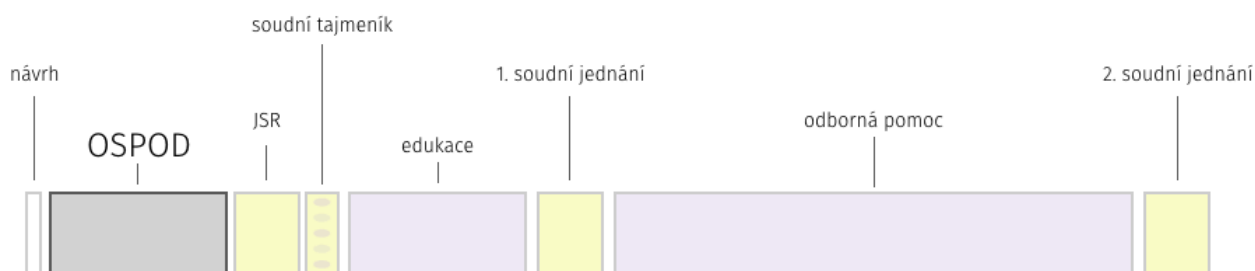 soudní tajmeník
návrh
1. soudní jednání
2. soudní jednání
JSR
odborná pomoc
OSPOD
edukace